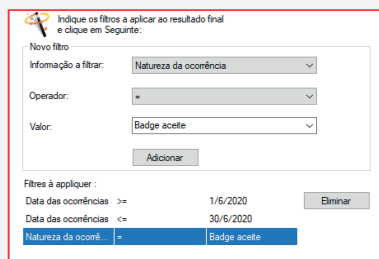 Indique os filtros a aplicar ao resultado final
e clique em Seguinte:
Novo filtro
Informação a filtrar: Natureza da ocorrência
Operador: =
Valor: Badge aceite
Adicionar
Filtres à appliquer :
Data das ocorrências >= 1/6/2020 Eliminar
Data das ocorrências <= 30/6/2020
Natureza da ocorrê... = Badge aceite